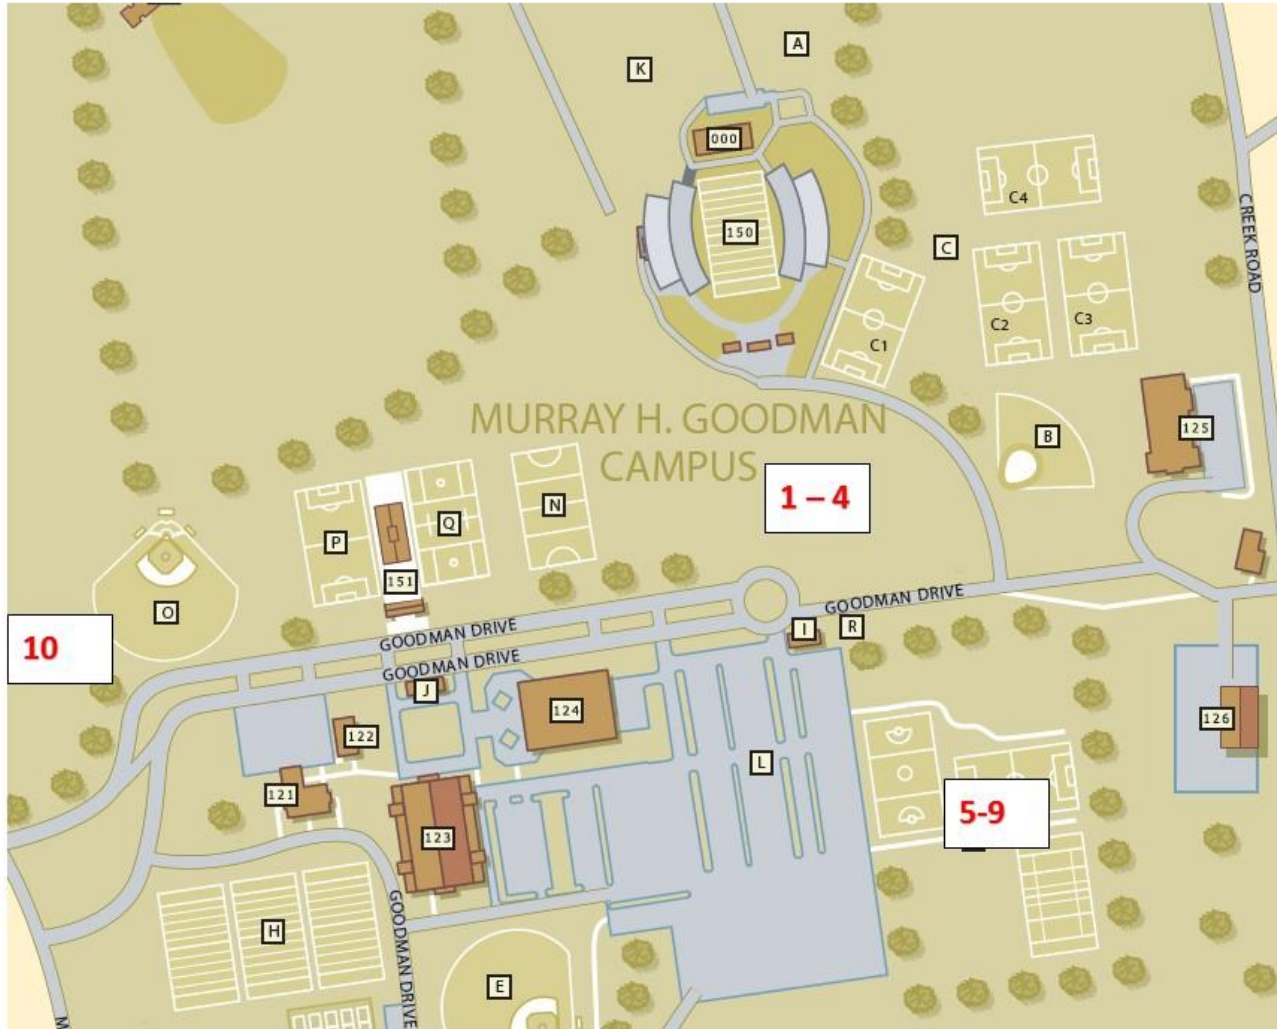 A
K
000
C4
CREEK ROAD
150
C
C2
C3
C1
MURRAY H. GOODMAN
CAMPUS
125
B
1 – 4
N
Q
P
151
O
GOODMAN DRIVE
GOODMAN DRIVE
GOODMAN DRIVE
I
R
10
J
124
122
126
L
121
5-9
123
GOODMAN DRIVE
H
E
M